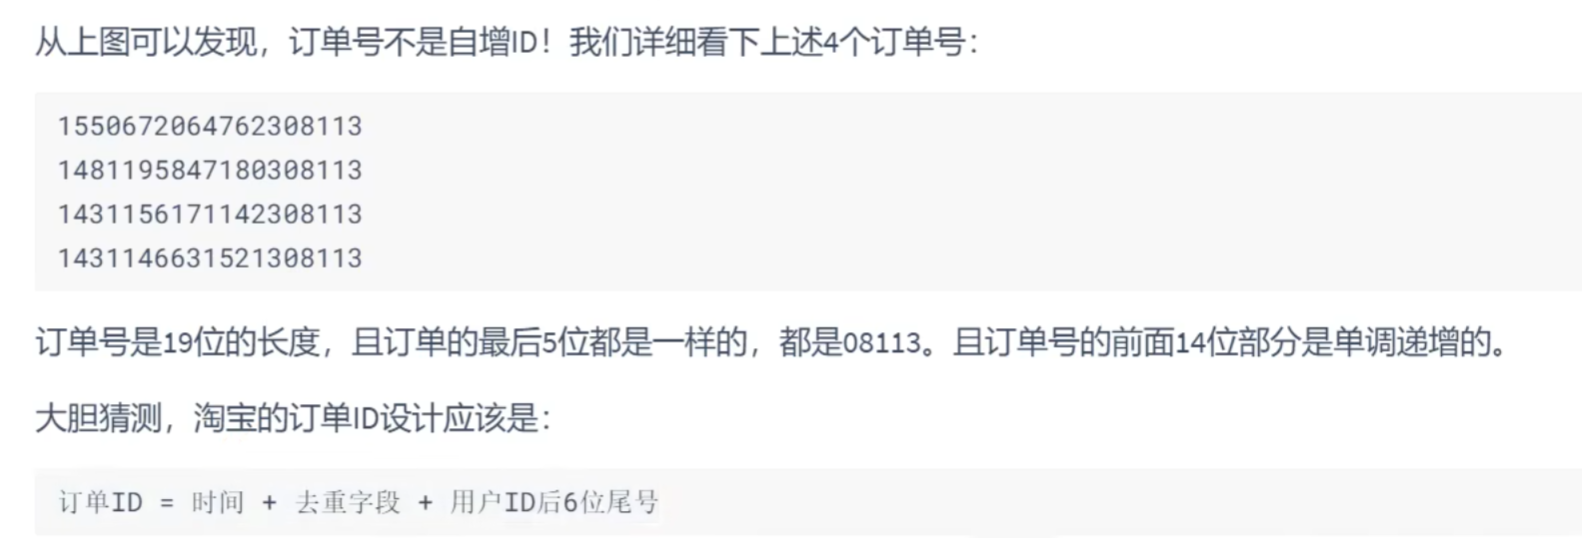 从上图可以发现，订单号不是自增ID！我们详细看下上述4个订单号：
1550672064762308113
1481195847180308113
1431156171142308113
1431146631521308113
订单号是19位的长度，且订单的最后5位都是一样的，都是08113。且订单号的前面14位部分是单调递增的。
大胆猜测，淘宝的订单ID设计应该是：
订单ID = 时间 + 去重字段 + 用户ID后6位尾号